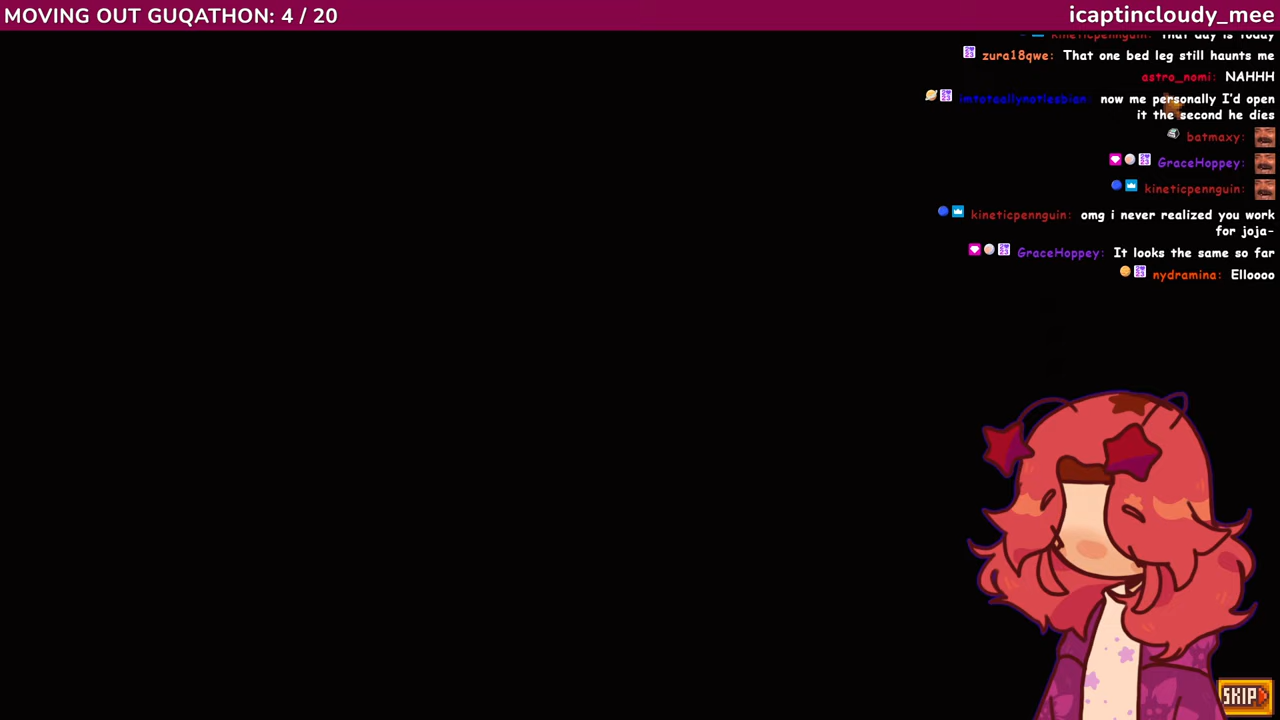 MOVING OUT GUQATHON: 4 / 20
icaptincloudy_mee
kineticpennguin: That day is today
zura18qwe: That one bed leg still haunts me
astro_nomi: NAHHH
imtotallynotlesbian: now me personally I'd open
it the second he dies
batmaxy:
GraceHoppey:
kineticpennguin:
kineticpennguin: omg i never realized you work
for joja-
GraceHoppey: It looks the same so far
nydramina: Elloooo
SKIP